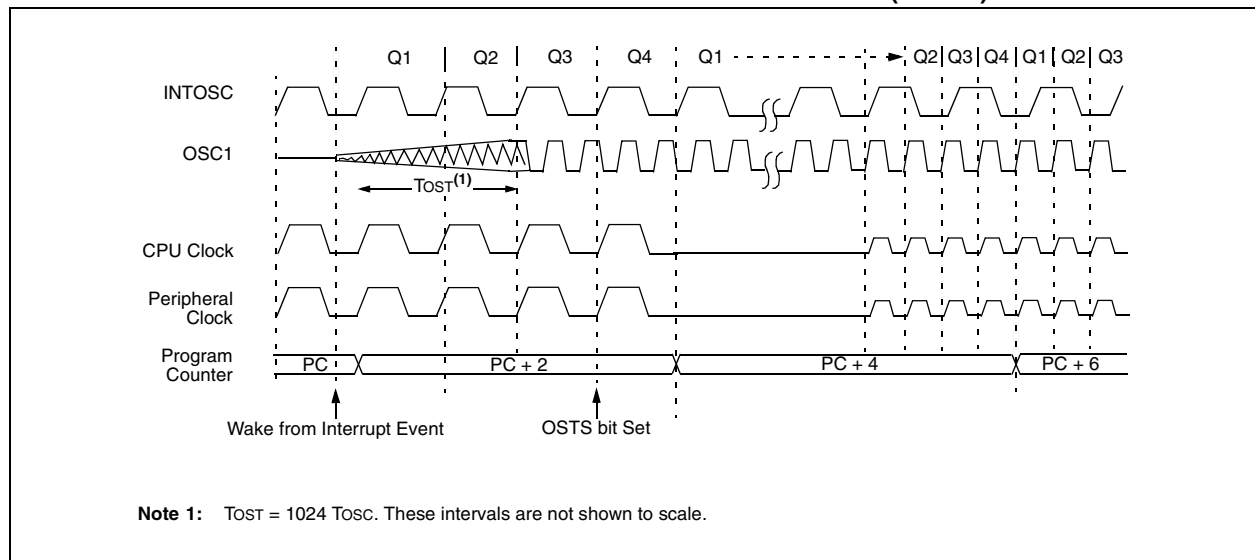 Q1 Q2 Q3 Q4 Q1 Q2 Q3 Q4 Q1 Q2 Q3
INTOSC
OSC1
TOST(1)
CPU Clock
Peripheral
Clock
Program
Counter
PC PC + 2 PC + 4 PC + 6
Wake from Interrupt Event OSTS bit Set
Note 1: TOST = 1024 TOSC. These intervals are not shown to scale.